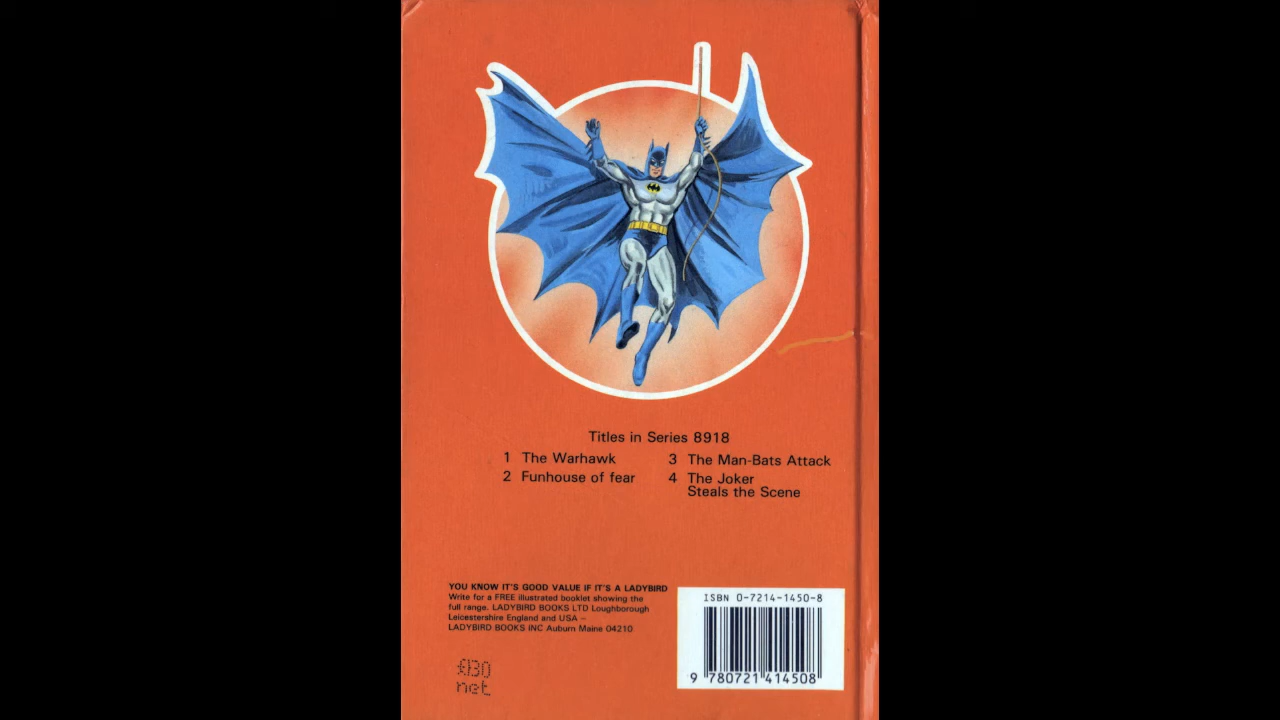 Titles in Series 8918
1 The Warhawk
2 Funhouse of fear
3 The Man-Bats Attack
4 The Joker
Steals the Scene
YOU KNOW IT'S GOOD VALUE IF IT'S A LADYBIRD
Write for a FREE illustrated booklet showing the
full range. LADYBIRD BOOKS LTD Loughborough
Leicestershire England and USA –
LADYBIRD BOOKS INC Auburn Maine 04210
£1.30
net
ISBN 0-7214-1450-8
9 780721 414508